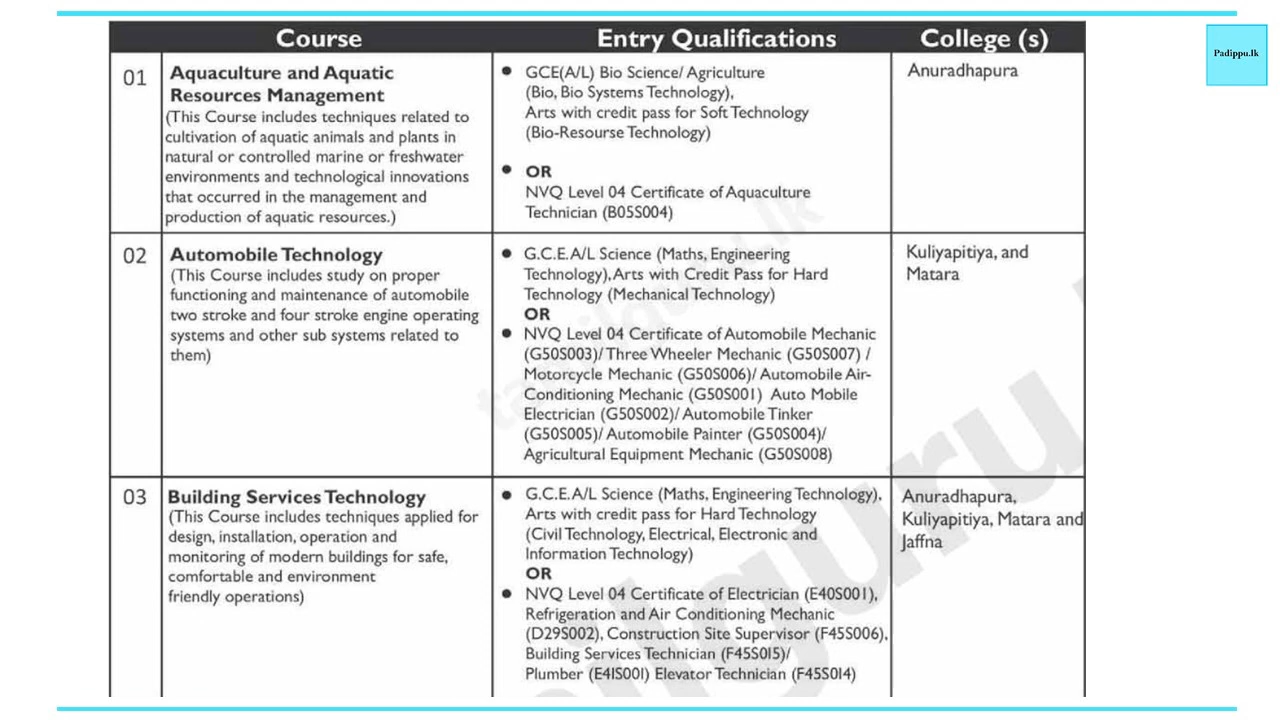 Course Entry Qualifications College (s)
Padippu.lk
01 Aquaculture and Aquatic
Resources Management
(This Course includes techniques related to
cultivation of aquatic animals and plants in
natural or controlled marine or freshwater
environments and technological innovations
that occurred in the management and
production of aquatic resources.)
• GCE(A/L) Bio Science/ Agriculture
(Bio, Bio Systems Technology),
Arts with credit pass for Soft Technology
(Bio-Resourse Technology)
• OR
NVQ Level 04 Certificate of Aquaculture
Technician (B05S004)
Anuradhapura
02 Automobile Technology
(This Course includes study on proper
functioning and maintenance of automobile
two stroke and four stroke engine operating
systems and other sub systems related to
them)
• G.C.E.A/L Science (Maths, Engineering
Technology), Arts with Credit Pass for Hard
Technology (Mechanical Technology)
OR
• NVQ Level 04 Certificate of Automobile Mechanic
(G50S003)/ Three Wheeler Mechanic (G50S007) /
Motorcycle Mechanic (G50S006)/ Automobile Air-
Conditioning Mechanic (G50S001) Auto Mobile
Electrician (G50S002)/ Automobile Tinker
(G50S005)/ Automobile Painter (G50S004)/
Agricultural Equipment Mechanic (G50S008)
Kuliyapitiya, and
Matara
03 Building Services Technology
(This Course includes techniques applied for
design, installation, operation and
monitoring of modern buildings for safe,
comfortable and environment
friendly operations)
• G.C.E.A/L Science (Maths, Engineering Technology),
Arts with credit pass for Hard Technology
(Civil Technology, Electrical, Electronic and
Information Technology)
OR
• NVQ Level 04 Certificate of Electrician (E40S001),
Refrigeration and Air Conditioning Mechanic
(D29S002), Construction Site Supervisor (F45S006),
Building Services Technician (F45S015)/
Plumber (E41S001) Elevator Technician (F45S014)
Anuradhapura,
Kuliyapitiya, Matara and
Jaffna
tamilguru.lk